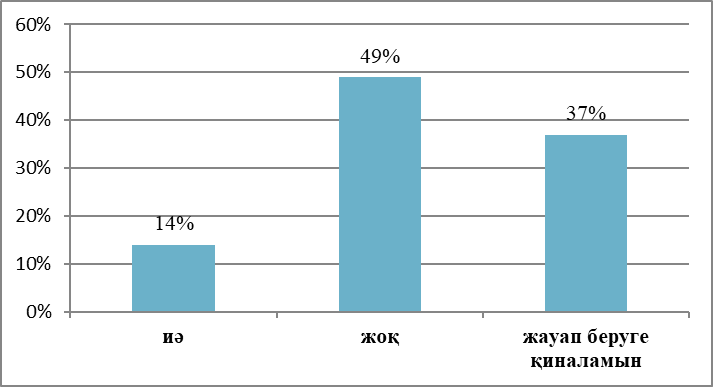 60%
50%
40%
30%
20%
10%
0%
14%
49%
37%
иә
жоқ
жауап беруге
қиналамын